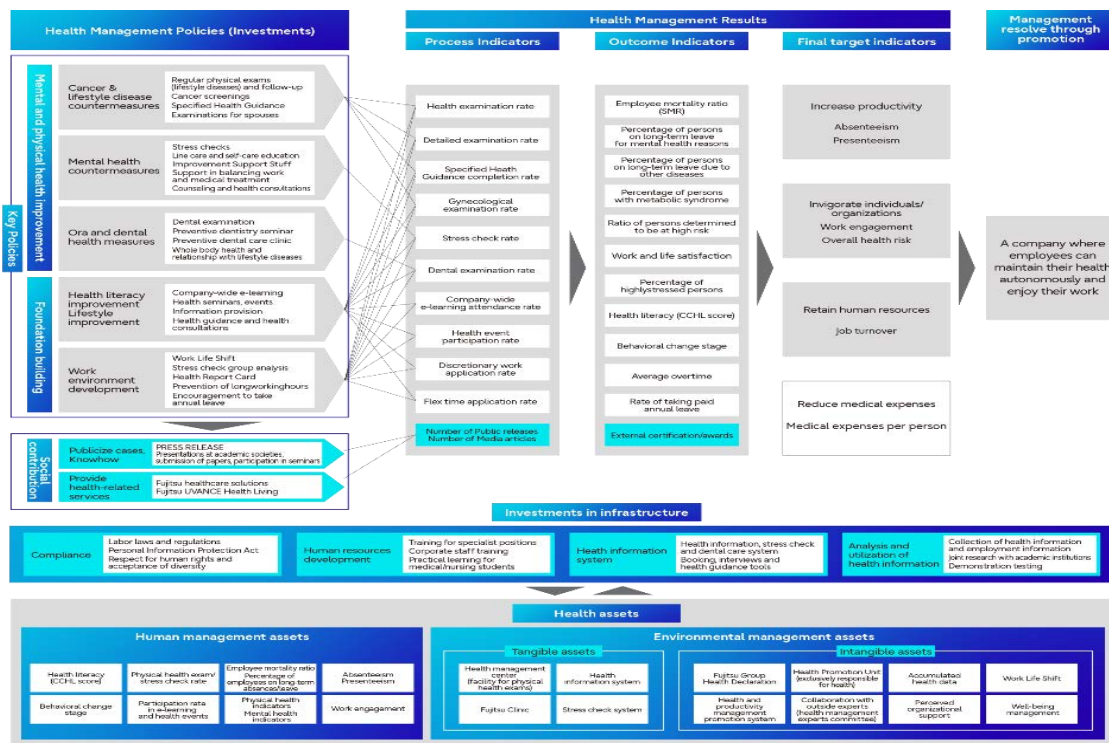 Health Management Policies (Investments)
Health Management Results
Management
resolve through
promotion
Process Indicators
Outcome Indicators
Final target indicators
Key Policies
Mental and physical health improvement
Cancer &
lifestyle disease
countermeasures
Regular physical exams
(lifestyle diseases) and follow-up
Cancer screenings
Specified Health Guidance
Examinations for spouses
Mental health
countermeasures
Stress checks
Line care and self-care education
Improvement Support Stuff
Support in balancing work
and medical treatment
Counseling and health consultations
Ora and dental
health measures
Dental examination
Preventive dentistry seminar
Preventive dental care clinic
Whole body health and
relationship with lifestyle diseases
Foundation building
Health literacy
improvement
Lifestyle
improvement
Company-wide e-learning
Health seminars, events.
Information provision
Health guidance and health
consultations
Work
environment
development
Work Life Shift
Stress check group analysis
Health Report Card
Prevention of longworkinghours
Encouragement to take
annual leave
Social
contribution
Publicize cases,
Knowhow
PRESS RELEASE
Presentations at academic societies,
submission of papers, participation in seminars
Provide
health-related
services
Fujitsu healthcare solutions
Fujitsu UVANCE Health Living
Health examination rate
Detailed examination rate
Specified Heath
Guidance completion rate
Gynecological
examination rate
Stress check rate
Dental examination rate
Company-wide
e-learning attendance rate
Health event
participation rate
Discretionary work
application rate
Flex time application rate
Number of Public releases
Number of Media articles
Employee mortality ratio
(SMR)
Percentage of persons
on long-term leave
for mental health reasons
Percentage of persons
on long-term leave due to
other diseases
Percentage of persons
with metabolic syndrome
Ratio of persons determined
to be at high risk
Work and life satisfaction
Percentage of
highlystressed persons
Health literacy (CCHL score)
Behavioral change stage
Average overtime
Rate of taking paid
annual leave
External certification/awards
Increase productivity
Absenteeism
Presenteeism
Invigorate individuals/
organizations
Work engagement
Overall health risk
Retain human resources
Job turnover
Reduce medical expenses
Medical expenses per person
A company where
employees can
maintain their health
autonomously and
enjoy their work
Investments in infrastructure
Compliance
Labor laws and regulations
Personal Information Protection Act
Respect for human rights and
acceptance of diversity
Human resources
development
Training for specialist positions
Corporate staff training
Practical learning for
medical/nursing students
Heath information
system
Health information, stress check
and dental care system
Booking, interviews and
health guidance tools
Analysis and
utilization of
health information
Collection of health information
and employment information
Joint research with academic institutions
Demonstration testing
Health assets
Human management assets
Health literacy
(CCHL score)
Physical health exam/
stress check rate
Employee mortality ratio
Percentage of
employees on long-term
absences/leave
Absenteeism
Presenteeism
Behavioral change
stage
Participation rate
in e-learning
and health events
Physical health
indicators
Mental health
indicators
Work engagement
Environmental management assets
Tangible assets
Health management
center
(facility for physical
health exams)
Health
information system
Fujitsu Clinic
Stress check system
Intangible assets
Fujitsu Group
Health Declaration
Health Promotion Unit
(exclusively responsible
for health)
Accumulated
health data
Work Life Shift
Health and
productivity
management
promotion system
Collaboration with
outside experts
(health management
experts committee)
Perceived
organizational
support
Well-being
management